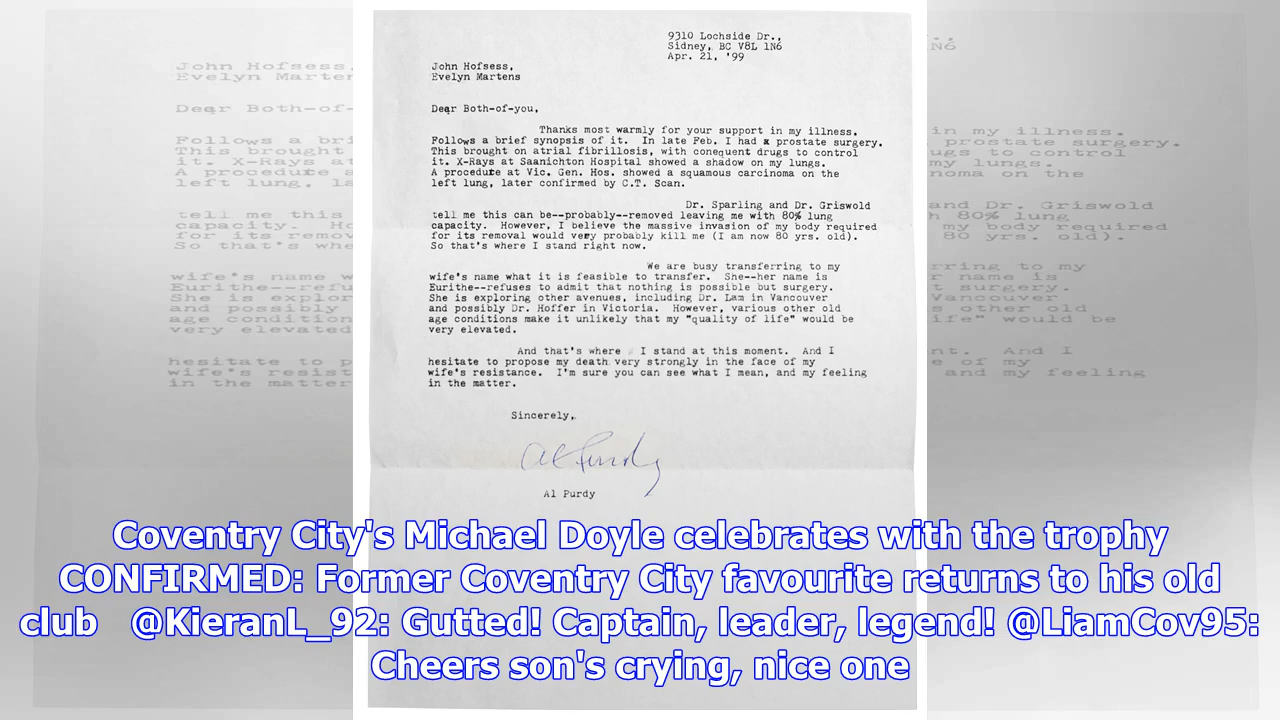 9310 Lochside Dr.,
Sidney, BC V8L 1N6
Apr. 21, '99
John Hofsess,
Evelyn Martens
Dear Both-of-you,
Thanks most warmly for your support in my illness.
Follows a brief synopsis of it. In late Feb. I had a prostate surgery.
This brought on atrial fibrillosis, with conequent drugs to control
it. X-Rays at Saanichton Hospital showed a shadow on my lungs.
A procedure at Vic. Gen. Hos. showed a squamous carcinoma on the
left lung, later confirmed by C.T. Scan.
Dr. Sparling and Dr. Griswold
tell me this can be--probably--removed leaving me with 80% lung
capacity. However, I believe the massive invasion of my body required
for its removal would very probably kill me (I am now 80 yrs. old).
So that's where I stand right now.
We are busy transferring to my
wife's name what it is feasible to transfer. She--her name is
Eurithe--refuses to admit that nothing is possible but surgery.
She is exploring other avenues, including Dr. Lam in Vancouver
and possibly Dr. Hoffer in Victoria. However, various other old
age conditions make it unlikely that my "quality of life" would be
very elevated.
And that's where I stand at this moment. And I
hesitate to propose my death very strongly in the face of my
wife's resistance. I'm sure you can see what I mean, and my feeling
in the matter.
Sincerely,
Al Purdy
Al Purdy
Coventry City's Michael Doyle celebrates with the trophy
CONFIRMED: Former Coventry City favourite returns to his old
club @KieranL_92: Gutted! Captain, leader, legend! @LiamCov95:
Cheers son's crying, nice one